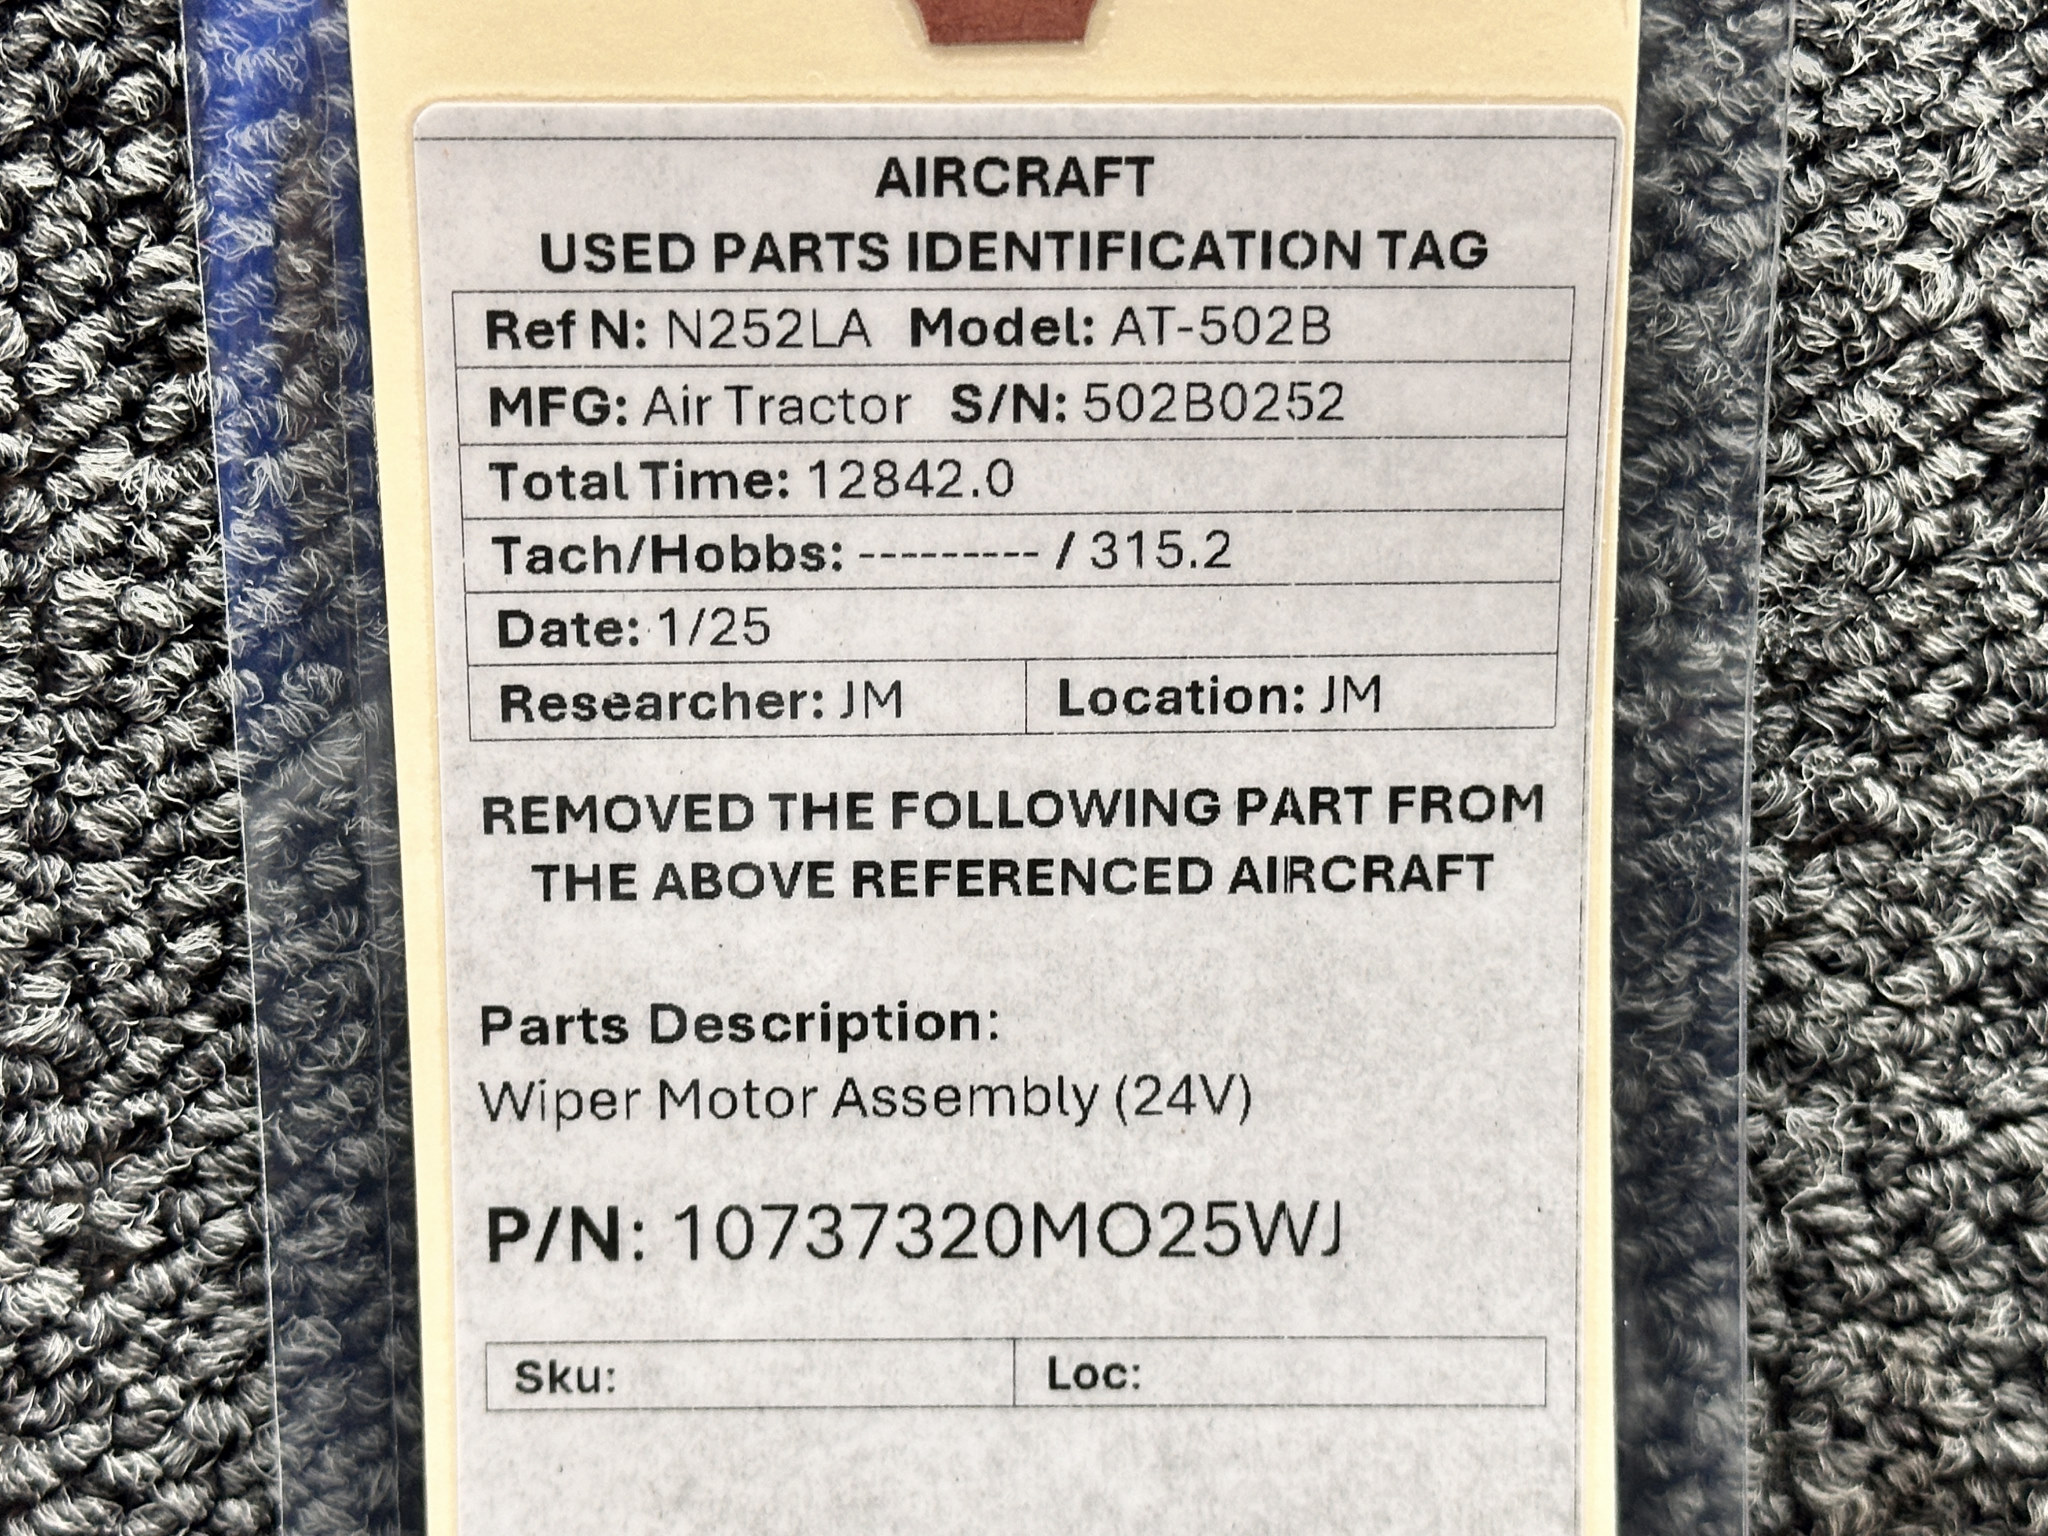 AIRCRAFT
USED PARTS IDENTIFICATION TAG
Ref N: N252LA Model: AT-502B
MFG: Air Tractor S/N: 502B0252
Total Time: 12842.0
Tach/Hobbs: --------- / 315.2
Date: 1/25
Researcher: JM Location: JM
REMOVED THE FOLLOWING PART FROM
THE ABOVE REFERENCED AIRCRAFT
Parts Description:
Wiper Motor Assembly (24V)
P/N: 10737320MO25WJ
Sku: Loc: